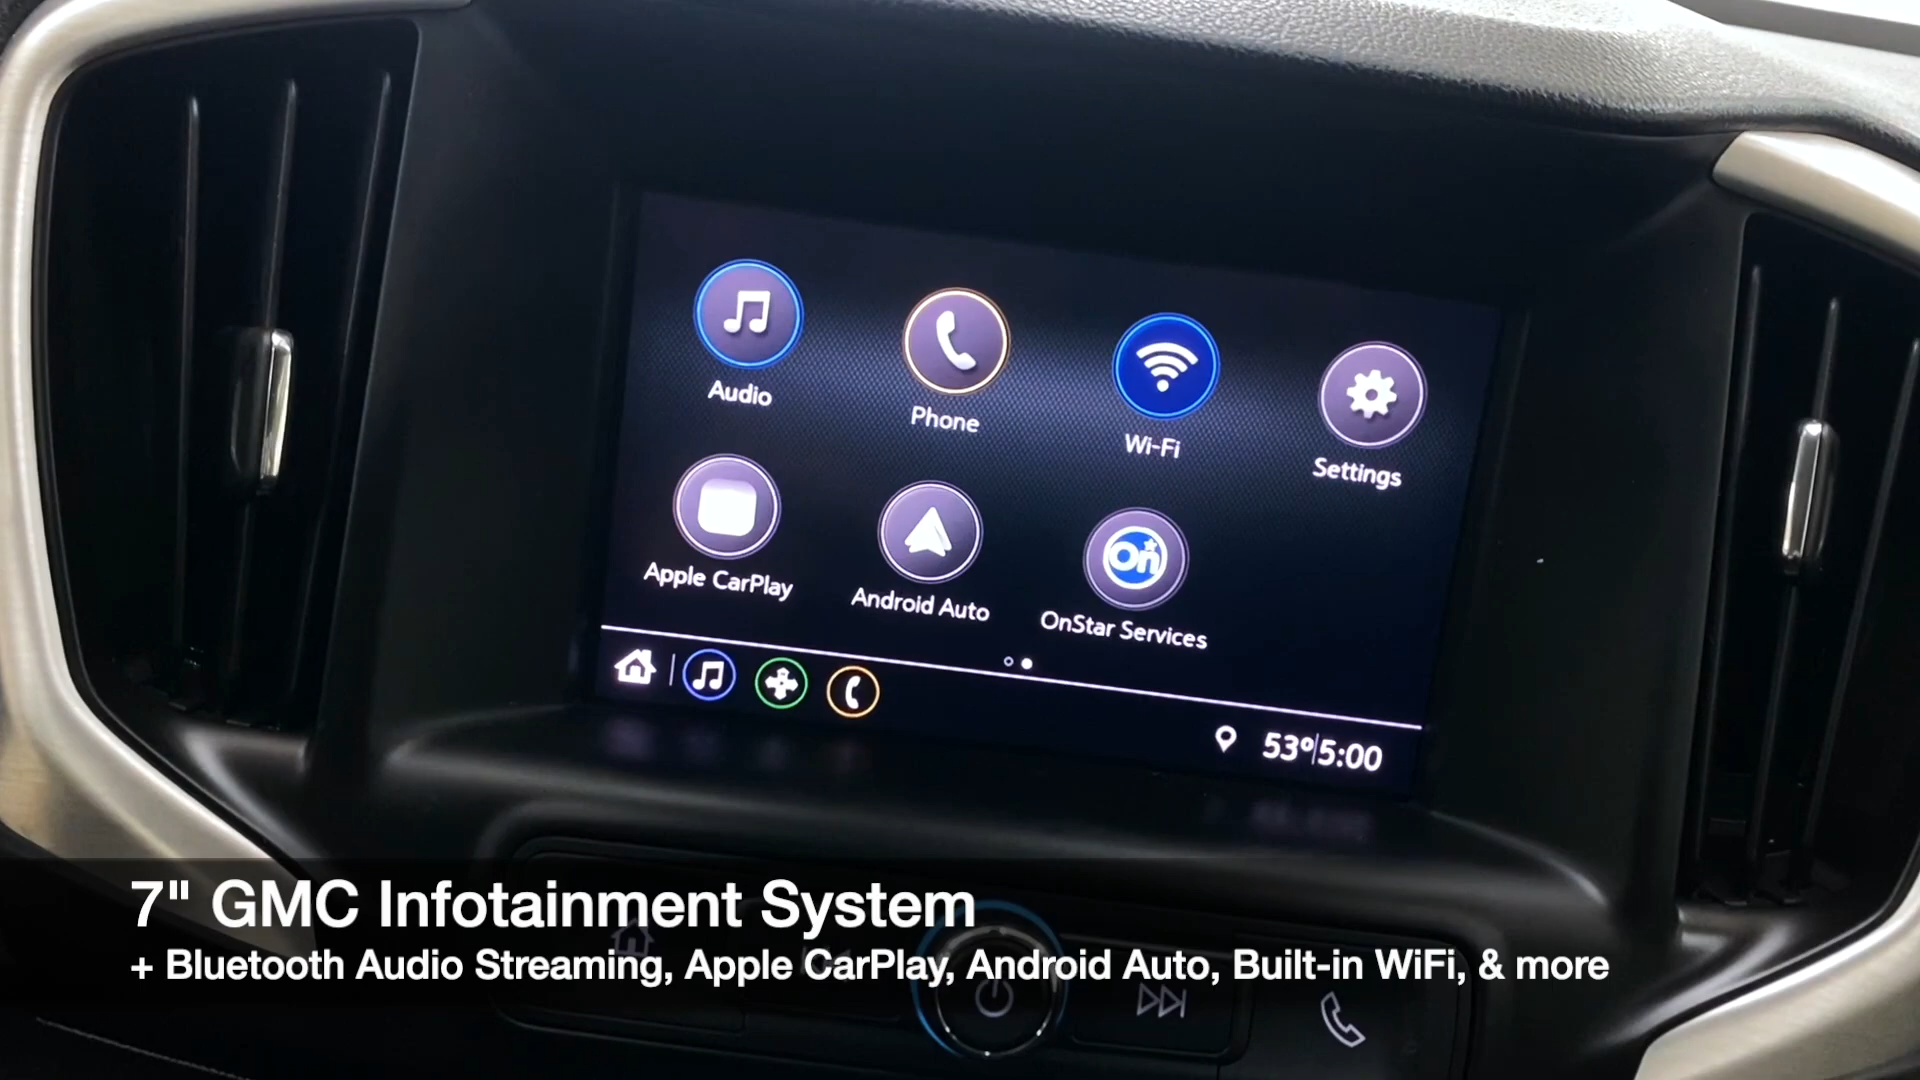 Audio
Phone
Wi-Fi
Settings
Apple CarPlay
Android Auto
On
OnStar Services
53°|5:00
7" GMC Infotainment System
+ Bluetooth Audio Streaming, Apple CarPlay, Android Auto, Built-in WiFi, & more